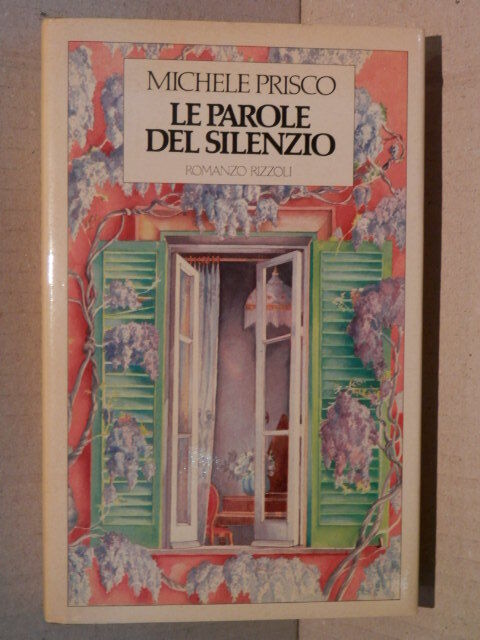 MICHELE PRISCO
LE PAROLE
DEL SILENZIO
ROMANZO RIZZOLI